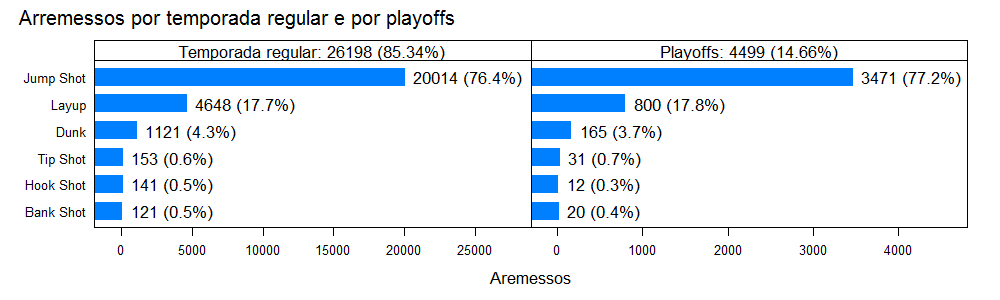 Arremessos por temporada regular e por playoffs
Temporada regular: 26198 (85.34%) Playoffs: 4499 (14.66%)
Jump Shot 20014 (76.4%) 3471 (77.2%)
Layup 4648 (17.7%) 800 (17.8%)
Dunk 1121 (4.3%) 165 (3.7%)
Tip Shot 153 (0.6%) 31 (0.7%)
Hook Shot 141 (0.5%) 12 (0.3%)
Bank Shot 121 (0.5%) 20 (0.4%)
0 5000 10000 15000 20000 25000 0 1000 2000 3000 4000
Aremessos